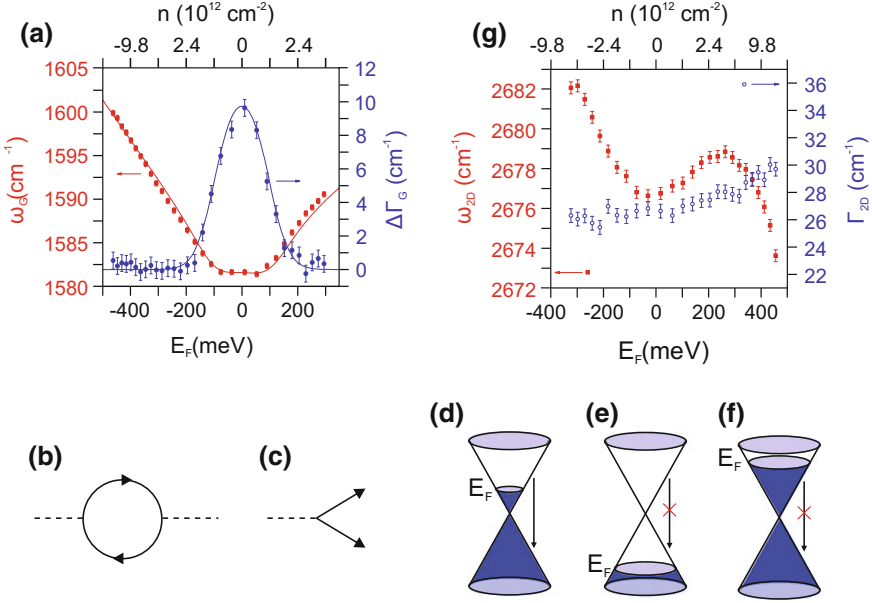 (a)
n (10¹² cm⁻²)
-9.8 2.4 0 2.4
1605
1600
1595
1590
1585
1580
ω_G(cm⁻¹)
12
10
8
6
4
2
0
ΔΓ_G (cm⁻¹)
-400 -200 0 200
E_F(meV)
(g)
n (10¹² cm⁻²)
-9.8 -2.4 0 2.4 9.8
2682
2680
2678
2676
2674
2672
ω_2D(cm⁻¹)
36
34
32
30
28
26
24
22
Γ_2D (cm⁻¹)
-400 -200 0 200 400
E_F(meV)
(b)
(c)
(d)
E_F
(e)
E_F
(f)
E_F